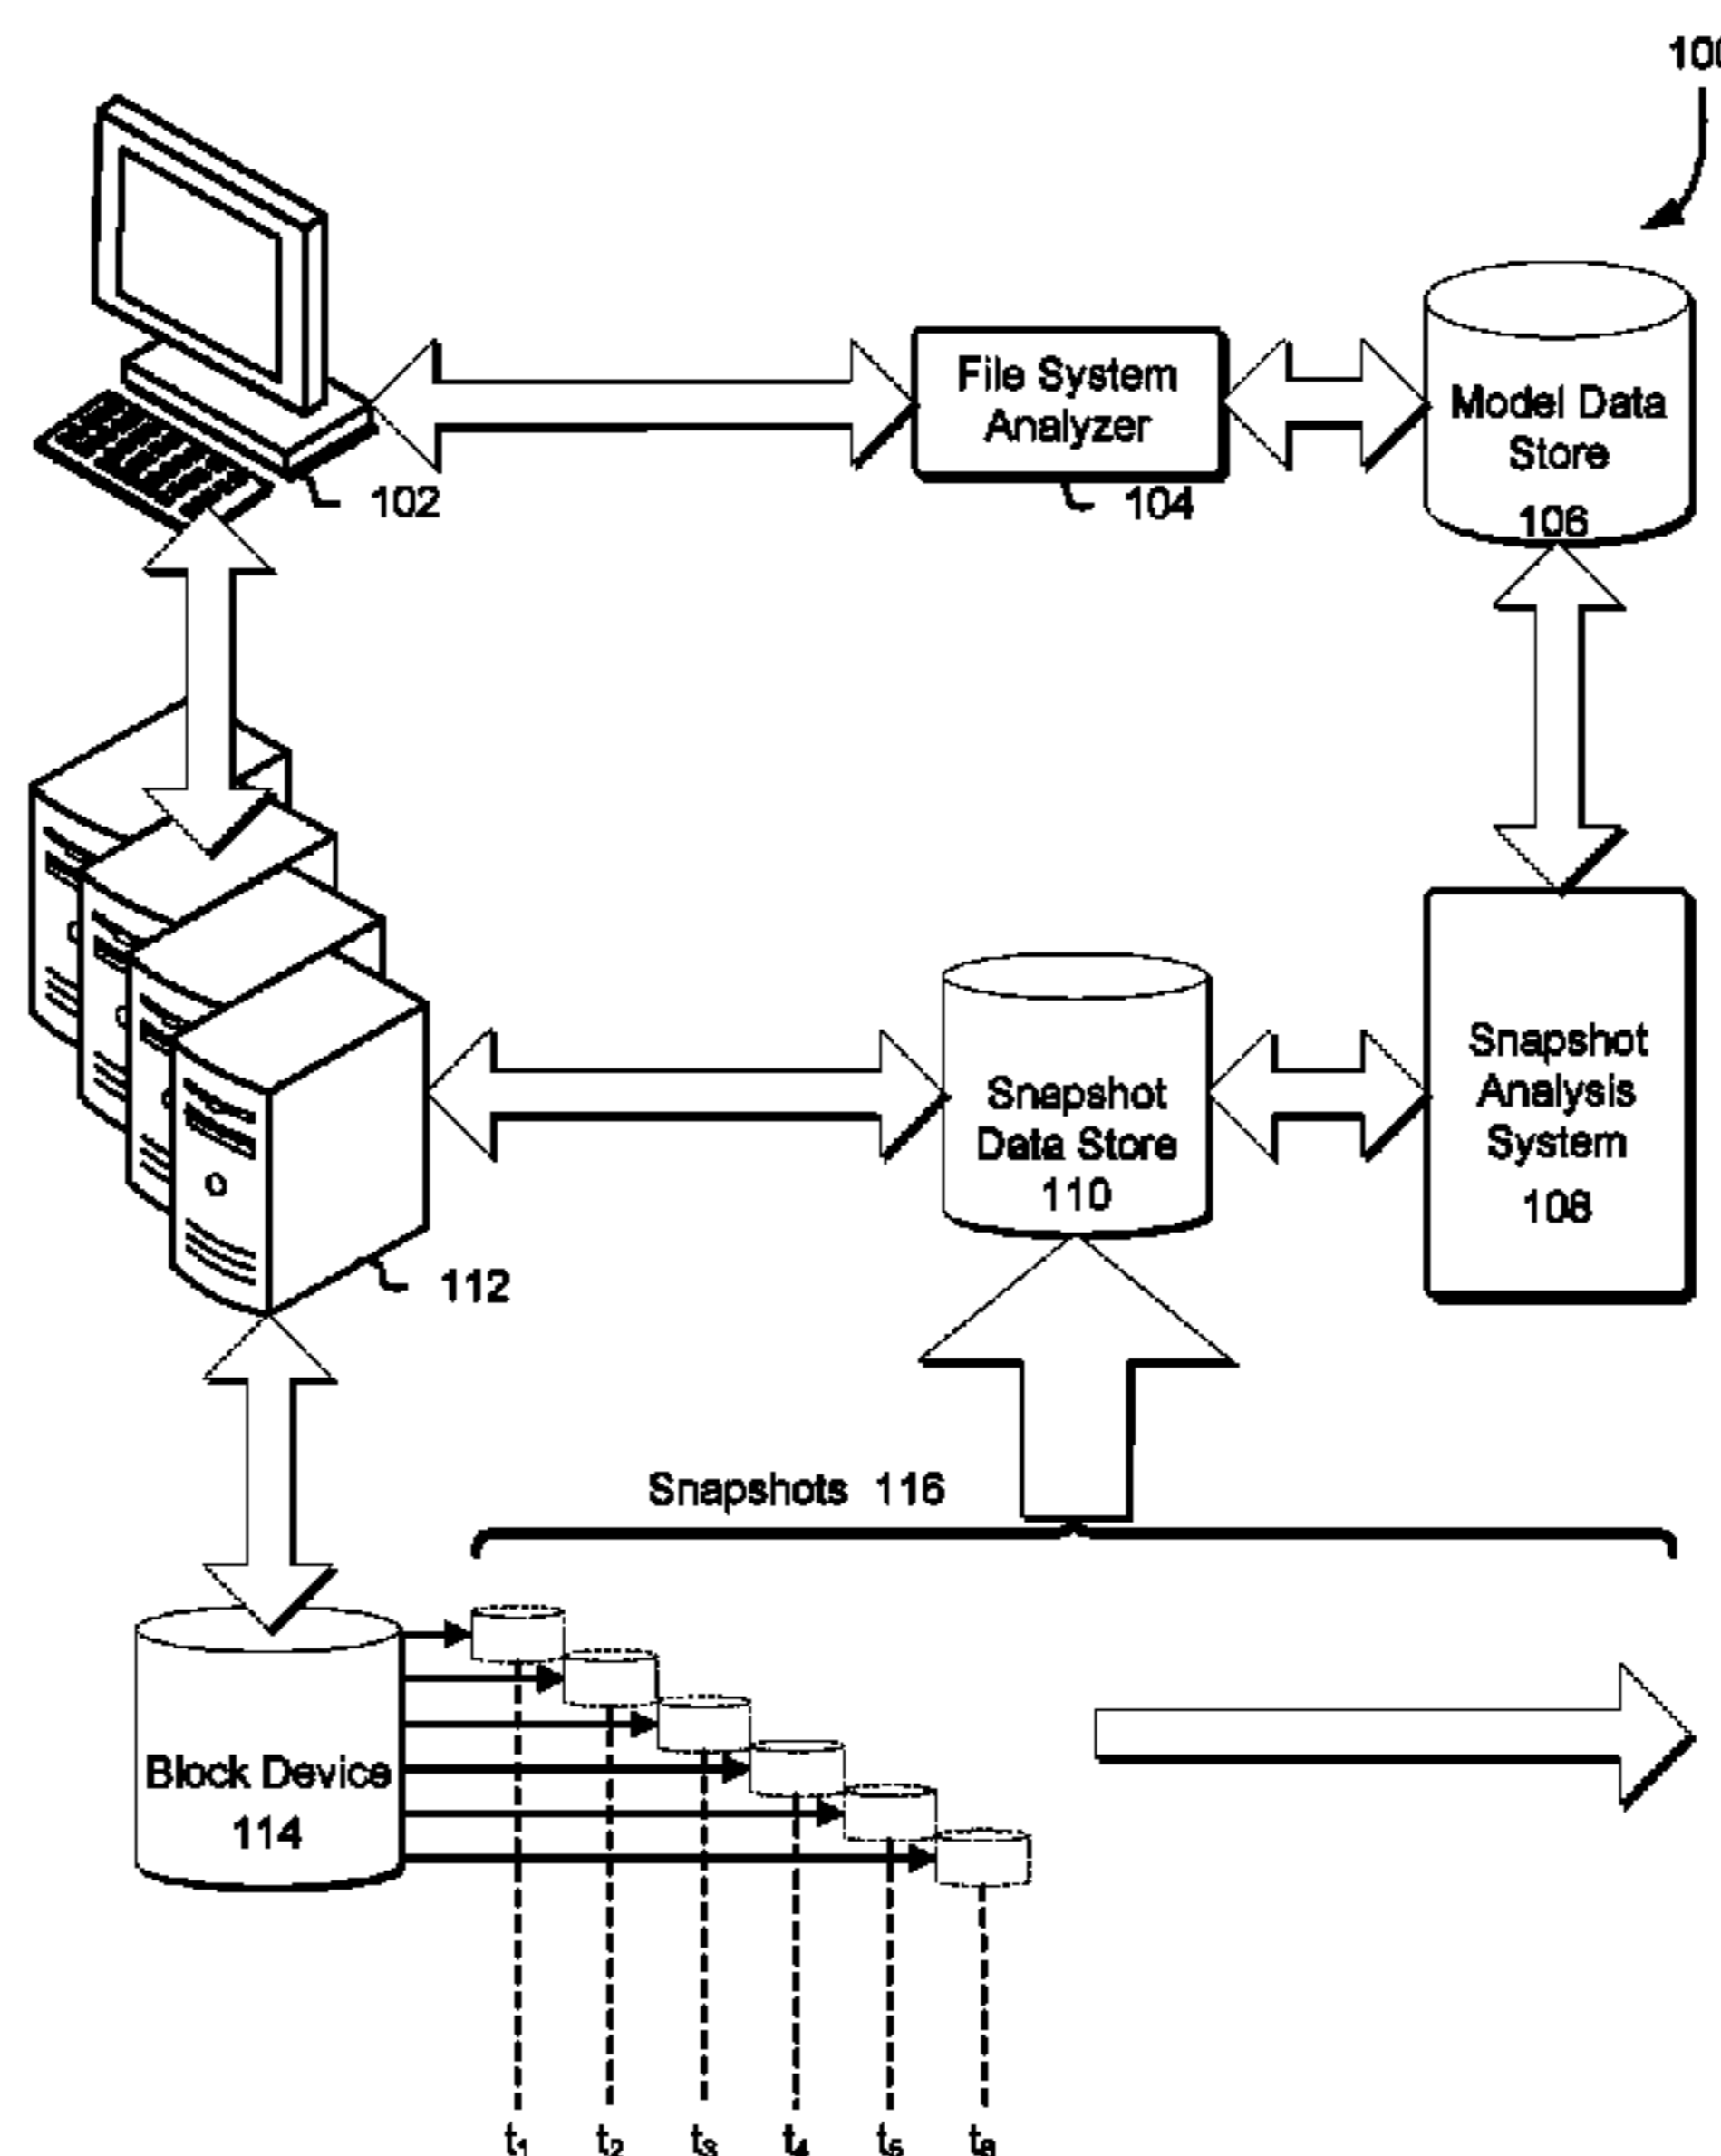 100
File System
Analyzer
Model Data
Store
102
104
106
Snapshot
Analysis
System
108
Snapshot
Data Store
110
112
Snapshots 116
Block Device
114
t₁ t₂ t₃ t₄ t₅ t₆